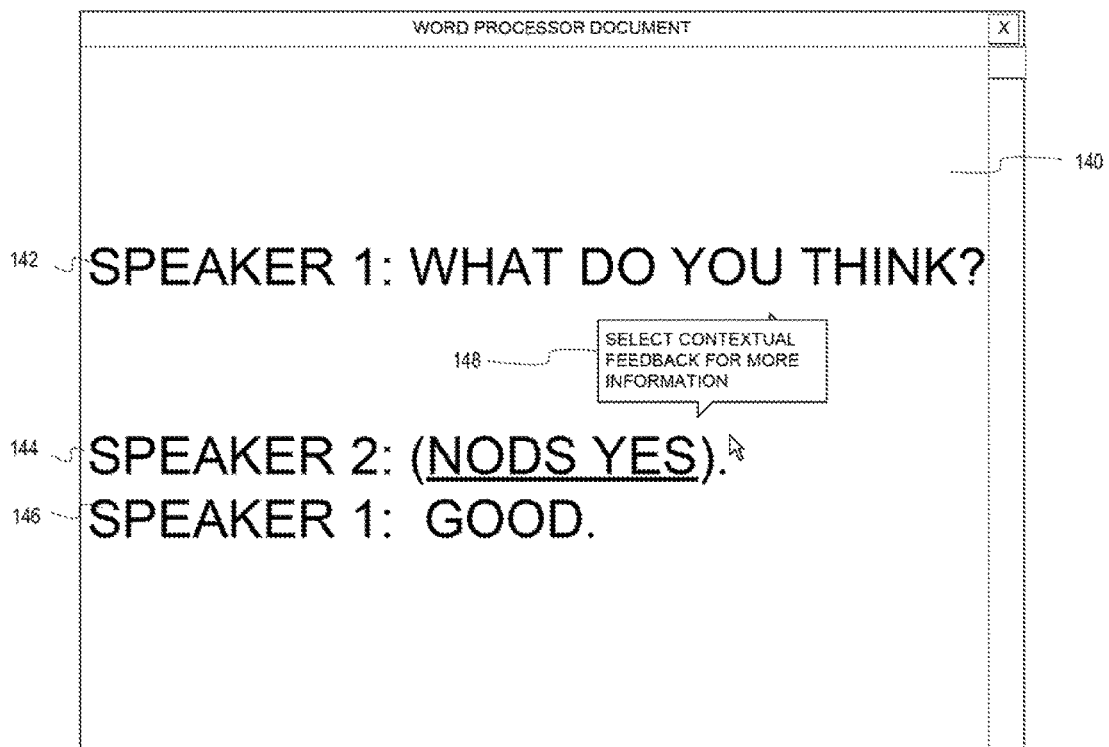 WORD PROCESSOR DOCUMENT X
140
142 SPEAKER 1: WHAT DO YOU THINK?
148 SELECT CONTEXTUAL
FEEDBACK FOR MORE
INFORMATION
144 SPEAKER 2: (NODS YES).
146 SPEAKER 1: GOOD.